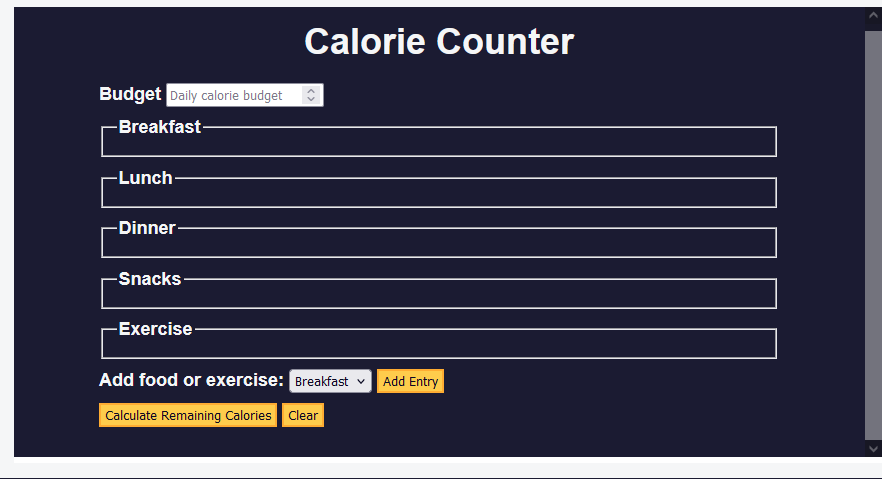 Calorie Counter
Budget Daily calorie budget
Breakfast
Lunch
Dinner
Snacks
Exercise
Add food or exercise: Breakfast Add Entry
Calculate Remaining Calories Clear